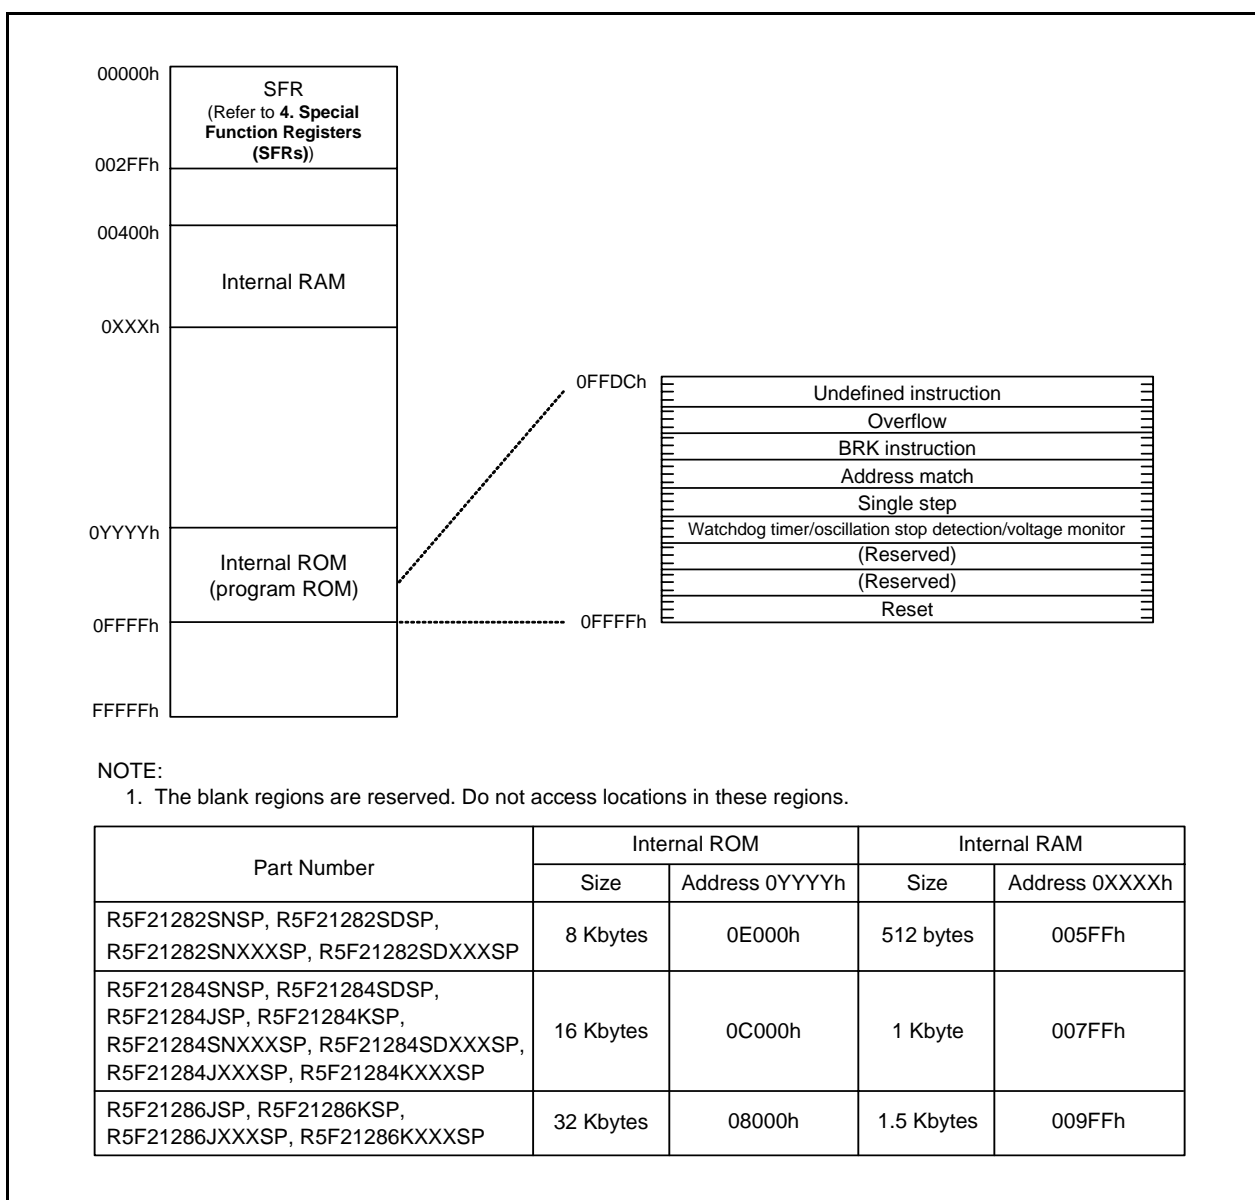 00000h
SFR
(Refer to 4. Special
Function Registers
(SFRs))
002FFh
00400h
Internal RAM
0XXXh
0YYYYh
Internal ROM
(program ROM)
0FFFFh
FFFFFh
0FFDCh
Undefined instruction
Overflow
BRK instruction
Address match
Single step
Watchdog timer/oscillation stop detection/voltage monitor
(Reserved)
(Reserved)
Reset
0FFFFh
NOTE:
1. The blank regions are reserved. Do not access locations in these regions.
Part Number
Internal ROM
Internal RAM
Size
Address 0YYYYh
Size
Address 0XXXXh
R5F21282SNSP, R5F21282SDSP,
R5F21282SNXXXSP, R5F21282SDXXXSP
8 Kbytes
0E000h
512 bytes
005FFh
R5F21284SNSP, R5F21284SDSP,
R5F21284JSP, R5F21284KSP,
R5F21284SNXXXSP, R5F21284SDXXXSP,
R5F21284JXXXSP, R5F21284KXXXSP
16 Kbytes
0C000h
1 Kbyte
007FFh
R5F21286JSP, R5F21286KSP,
R5F21286JXXXSP, R5F21286KXXXSP
32 Kbytes
08000h
1.5 Kbytes
009FFh